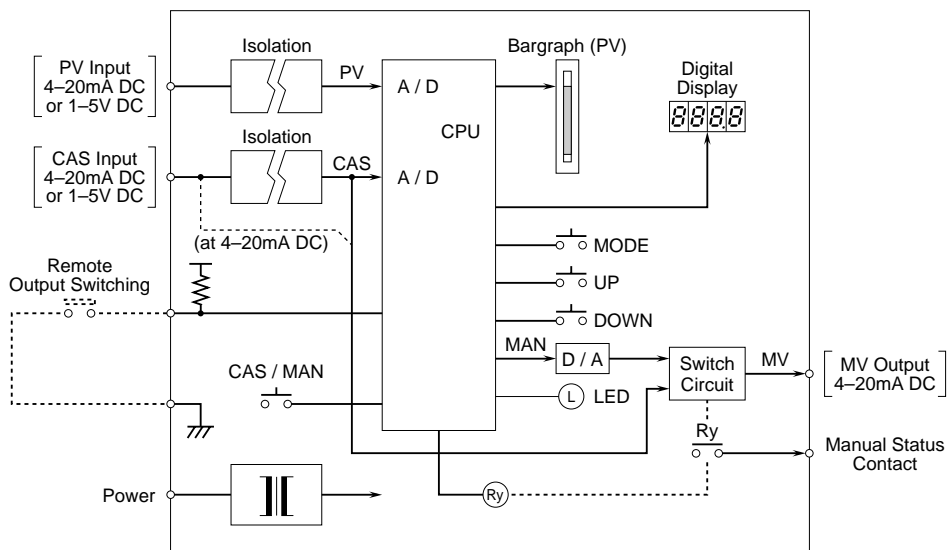 PV Input
4–20mA DC
or 1–5V DC
Isolation
PV
A / D
CPU
Bargraph (PV)
Digital
Display
8888
CAS Input
4–20mA DC
or 1–5V DC
Isolation
CAS
A / D
(at 4–20mA DC)
MODE
UP
DOWN
Remote
Output Switching
CAS / MAN
MAN
D / A
Switch
Circuit
MV
MV Output
4–20mA DC
L
LED
Ry
Manual Status
Contact
Power
Ry